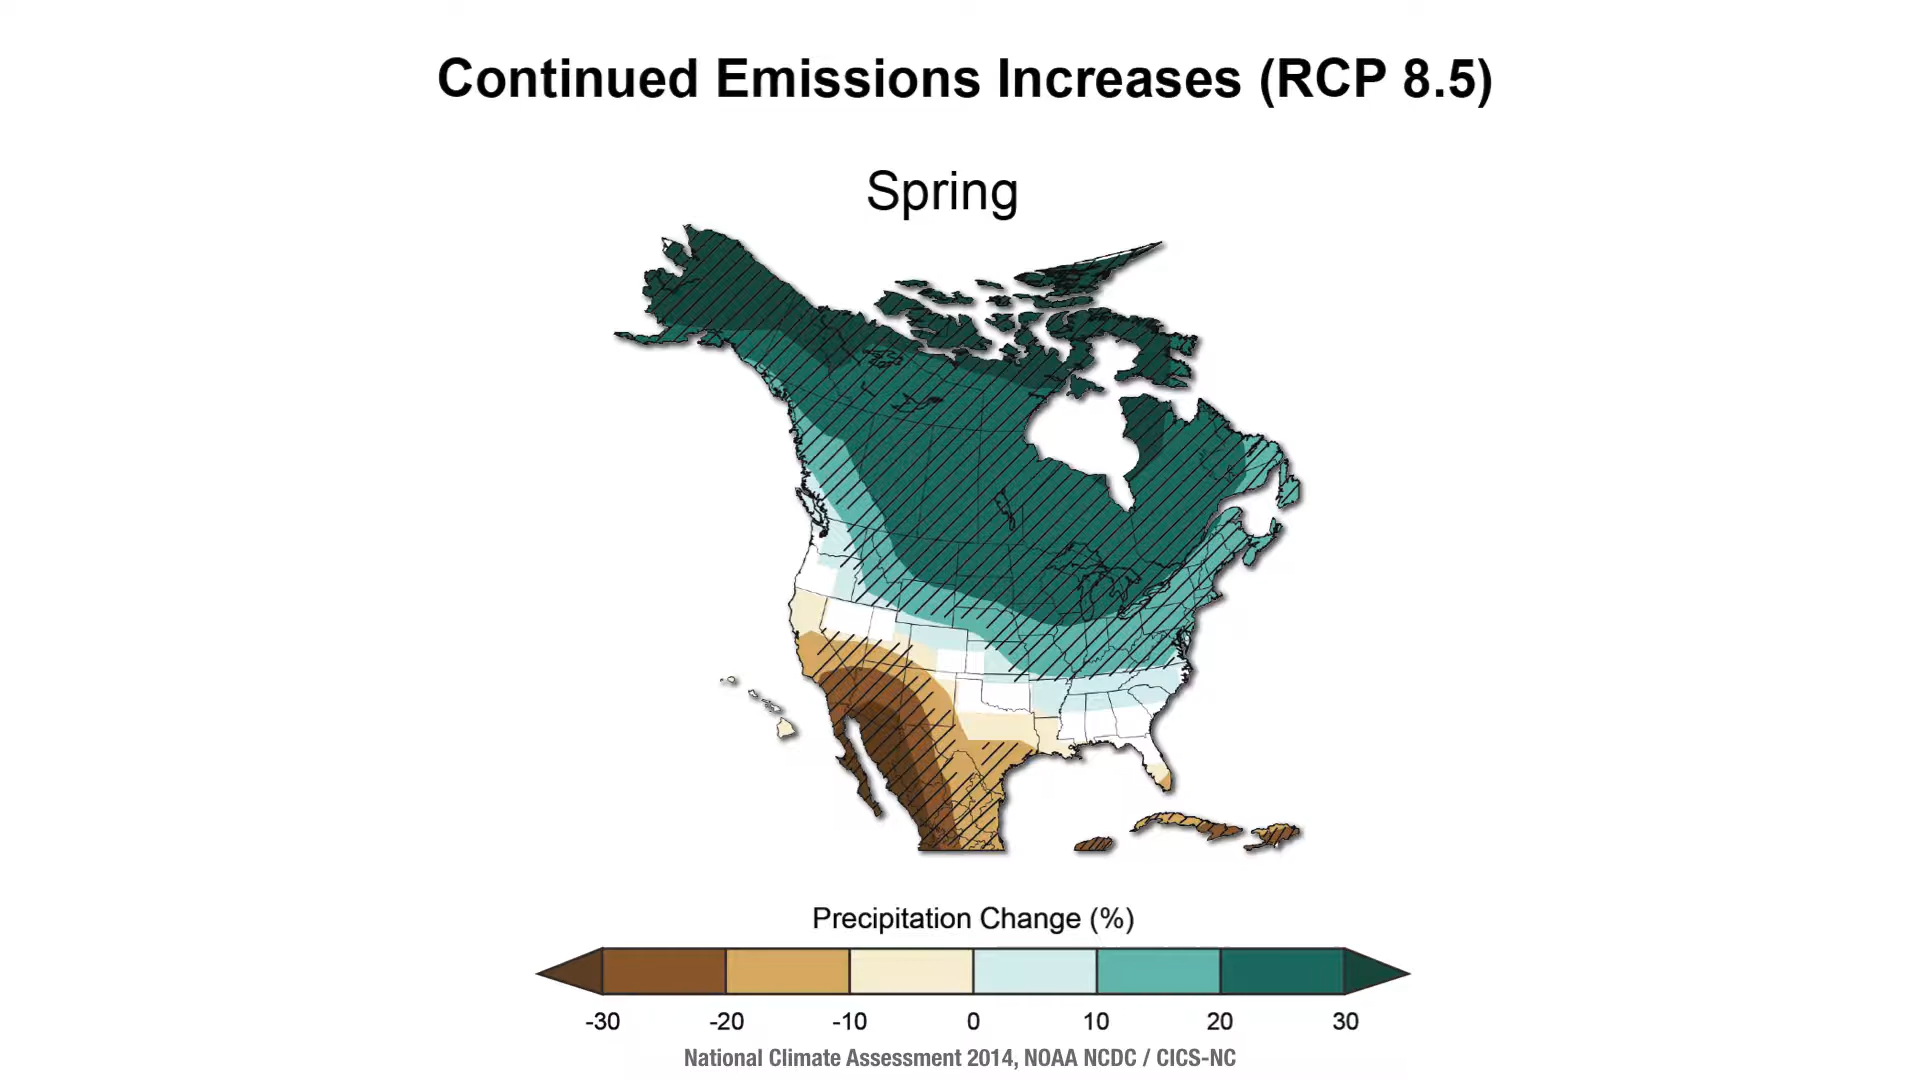 Continued Emissions Increases (RCP 8.5)
Spring
Precipitation Change (%)
-30 -20 -10 0 10 20 30
National Climate Assessment 2014, NOAA NCDC / CICS-NC